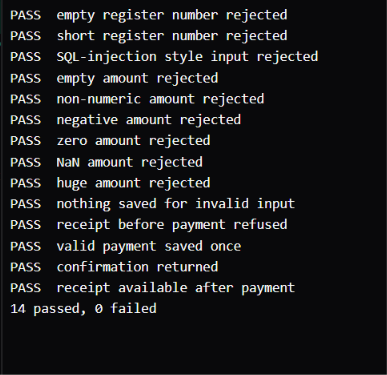 PASS  empty register number rejected
PASS  short register number rejected
PASS  SQL-injection style input rejected
PASS  empty amount rejected
PASS  non-numeric amount rejected
PASS  negative amount rejected
PASS  zero amount rejected
PASS  NaN amount rejected
PASS  huge amount rejected
PASS  nothing saved for invalid input
PASS  receipt before payment refused
PASS  valid payment saved once
PASS  confirmation returned
PASS  receipt available after payment
14 passed, 0 failed